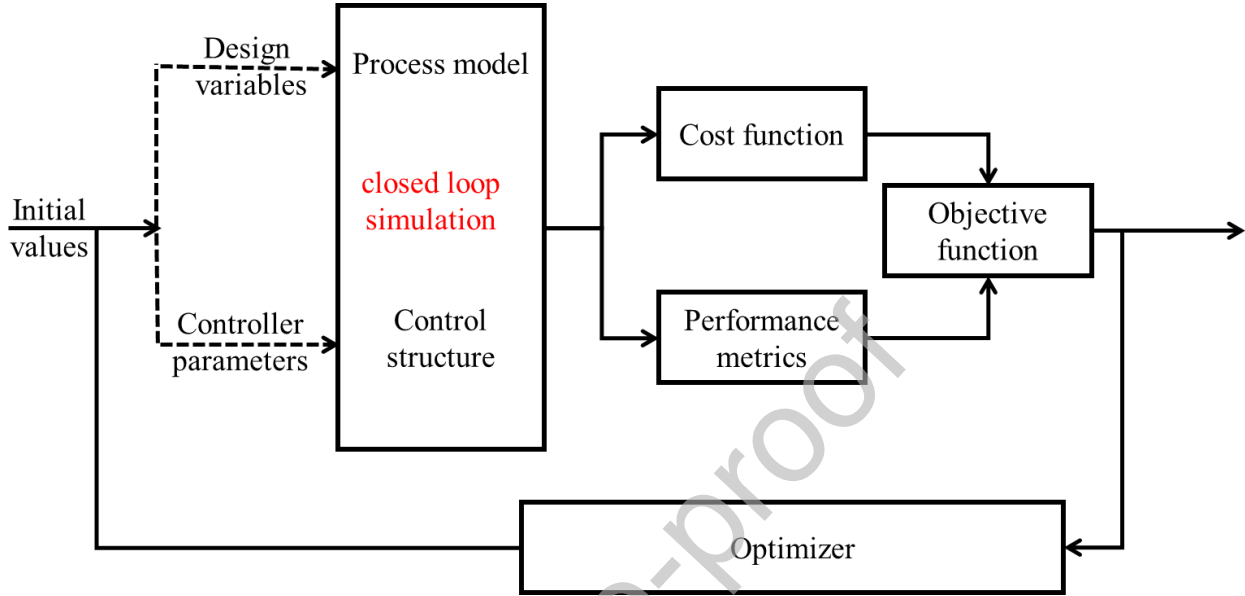 Design
variables
Process model
Cost function
closed loop
simulation
Initial
values
Objective
function
Controller
parameters
Control
structure
Performance
metrics
Optimizer
-proof